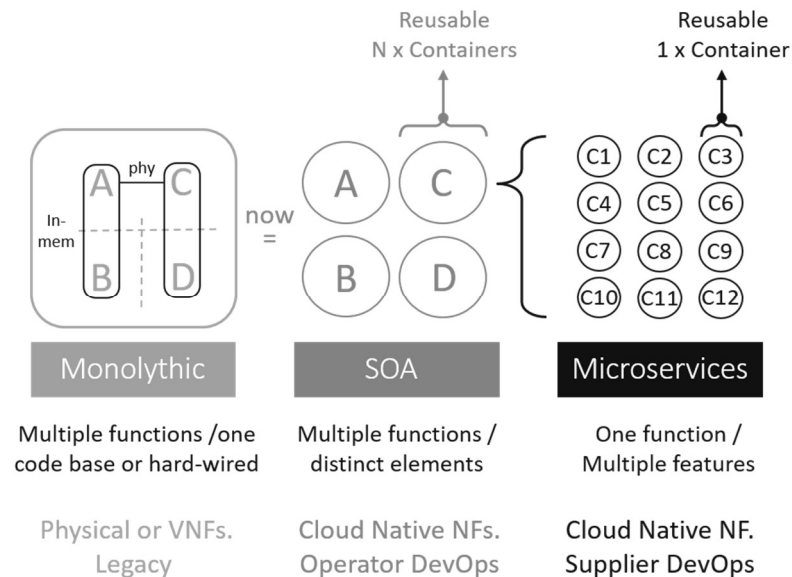 Reusable
N x Containers
Reusable
1 x Container
A
phy
C
In-
mem
B
D
now
=
A
C
B
D
C1 C2 C3
C4 C5 C6
C7 C8 C9
C10 C11 C12
Monolythic
SOA
Microservices
Multiple functions /one
code base or hard-wired
Multiple functions /
distinct elements
One function /
Multiple features
Physical or VNFs.
Legacy
Cloud Native NFs.
Operator DevOps
Cloud Native NF.
Supplier DevOps